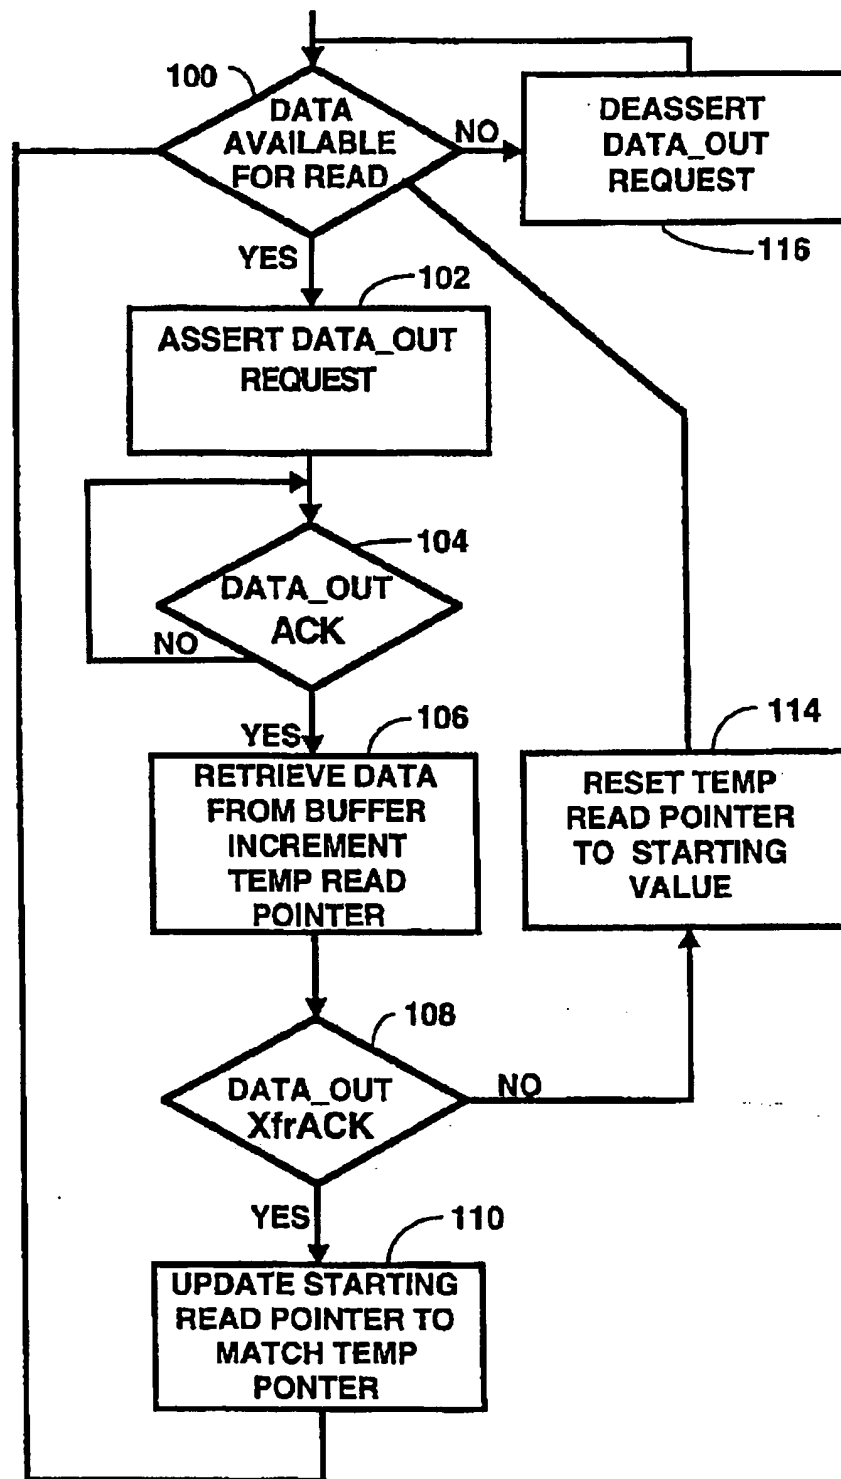 100
DATA
AVAILABLE
FOR READ
NO
DEASSERT
DATA_OUT
REQUEST
116
YES
102
ASSERT DATA_OUT
REQUEST
104
DATA_OUT
ACK
NO
YES
106
RETRIEVE DATA
FROM BUFFER
INCREMENT
TEMP READ
POINTER
114
RESET TEMP
READ POINTER
TO STARTING
VALUE
108
DATA_OUT
XfrACK
NO
YES
110
UPDATE STARTING
READ POINTER TO
MATCH TEMP
PONTER